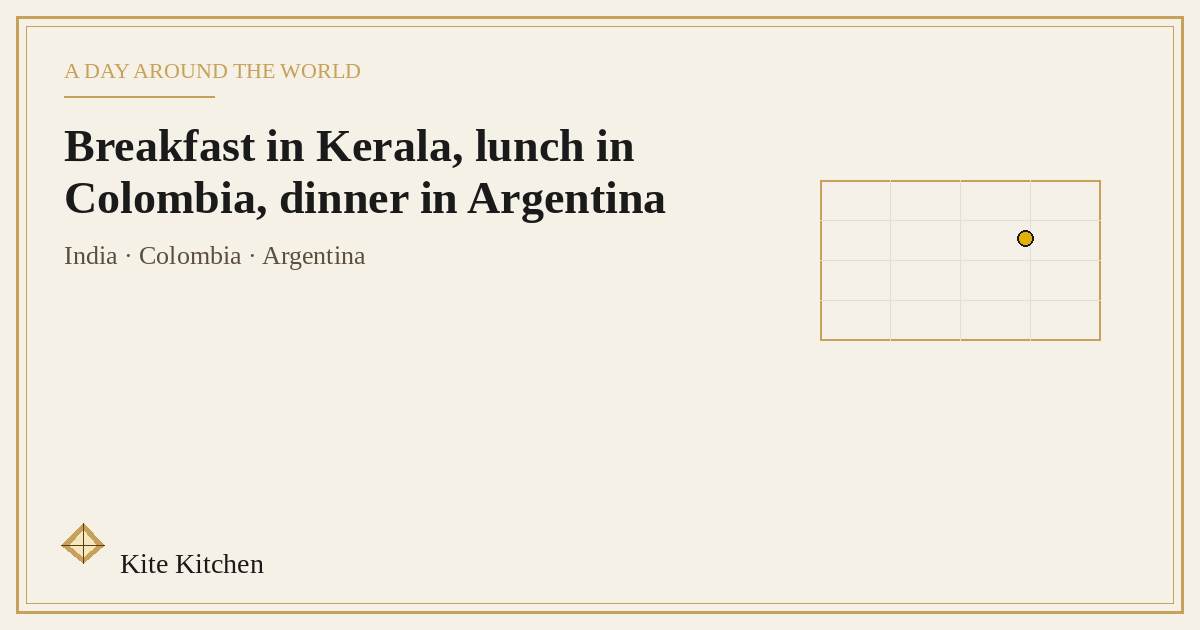 A DAY AROUND THE WORLD
Breakfast in Kerala, lunch in
Colombia, dinner in Argentina
India · Colombia · Argentina
Kite Kitchen